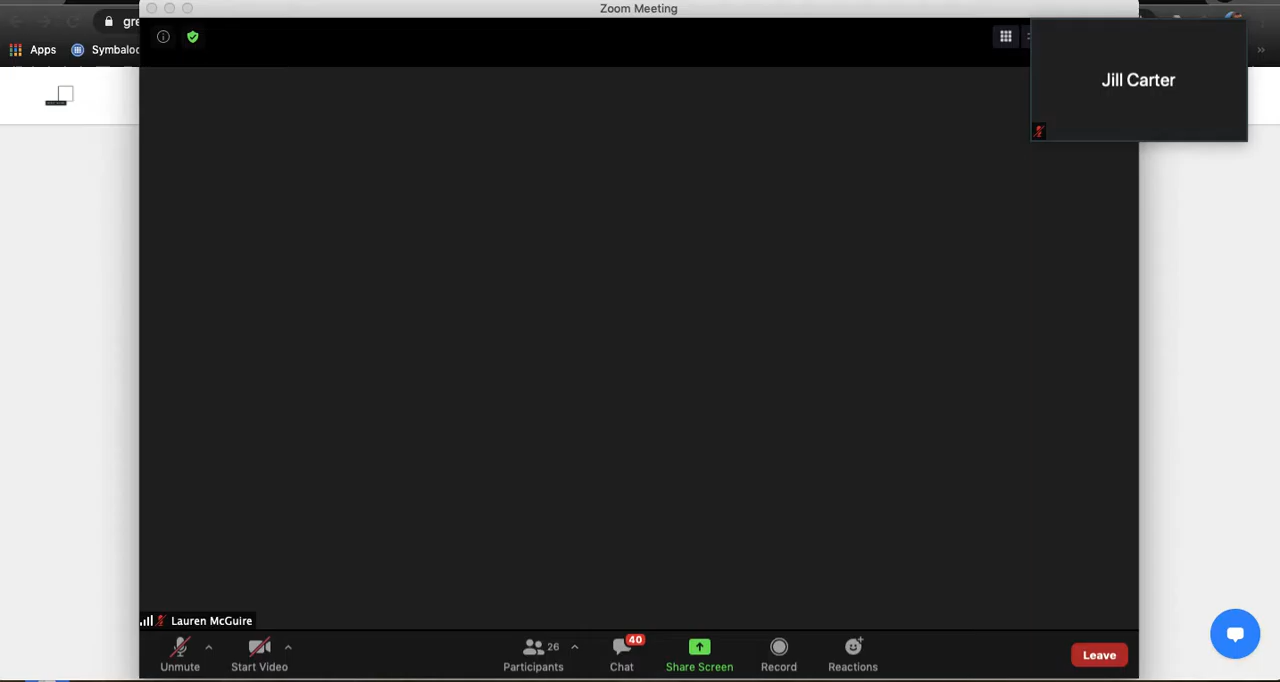 Zoom Meeting
gre
Apps
Symbaloo
Jill Carter
Lauren McGuire
26
40
Unmute
Start Video
Participants
Chat
Share Screen
Record
Reactions
Leave